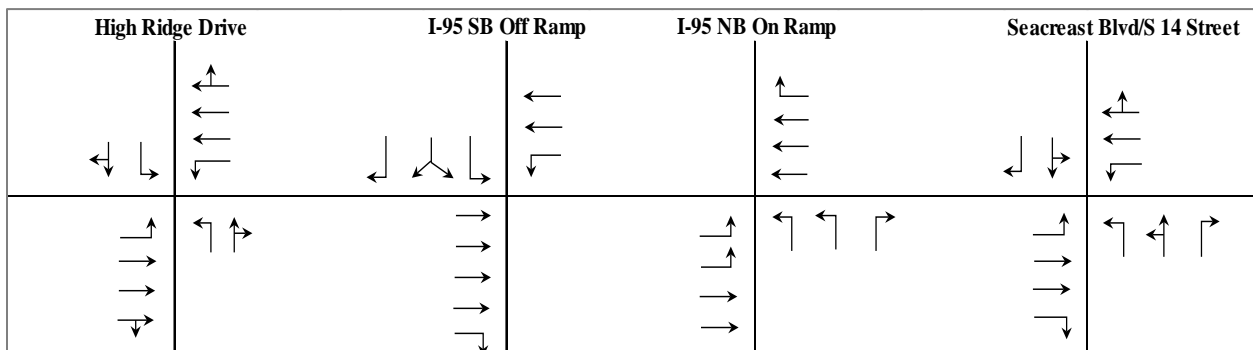 High Ridge Drive
I-95 SB Off Ramp
I-95 NB On Ramp
Seacreast Blvd/S 14 Street